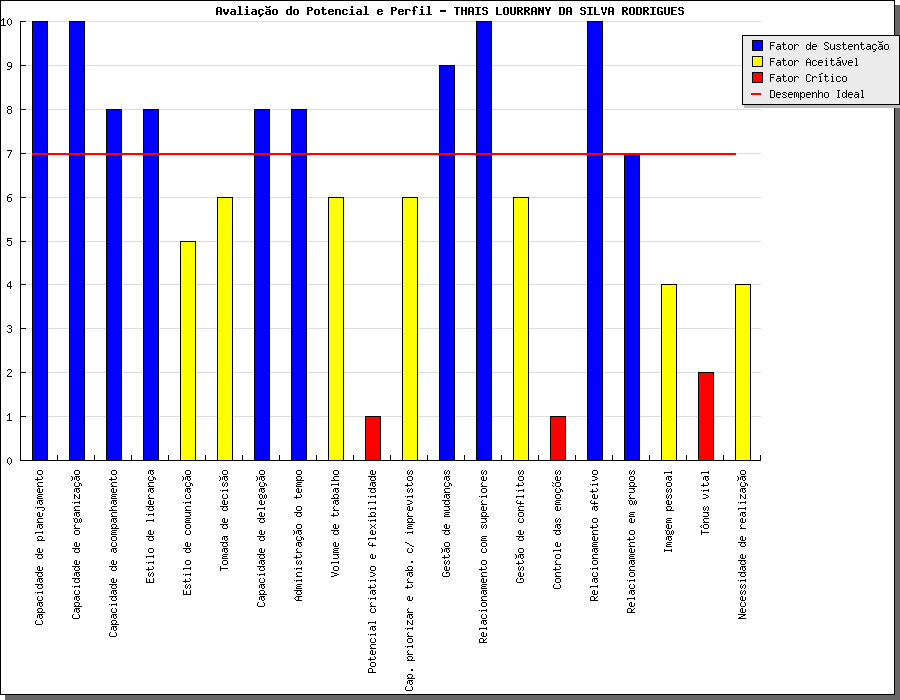 Avaliação do Potencial e Perfil - THAIS LOURRANY DA SILVA RODRIGUES
Fator de Sustentação
Fator Aceitável
Fator Crítico
Desempenho Ideal
10
9
8
7
6
5
4
3
2
1
0
Capacidade de planejamento
Capacidade de organização
Capacidade de acompanhamento
Estilo de liderança
Estilo de comunicação
Tomada de decisão
Capacidade de delegação
Administração do tempo
Volume de trabalho
Potencial criativo e flexibilidade
Cap. priorizar e trab. c/ imprevistos
Gestão de mudanças
Relacionamento com superiores
Gestão de conflitos
Controle das emoções
Relacionamento afetivo
Relacionamento em grupos
Imagem pessoal
Tônus vital
Necessidade de realização